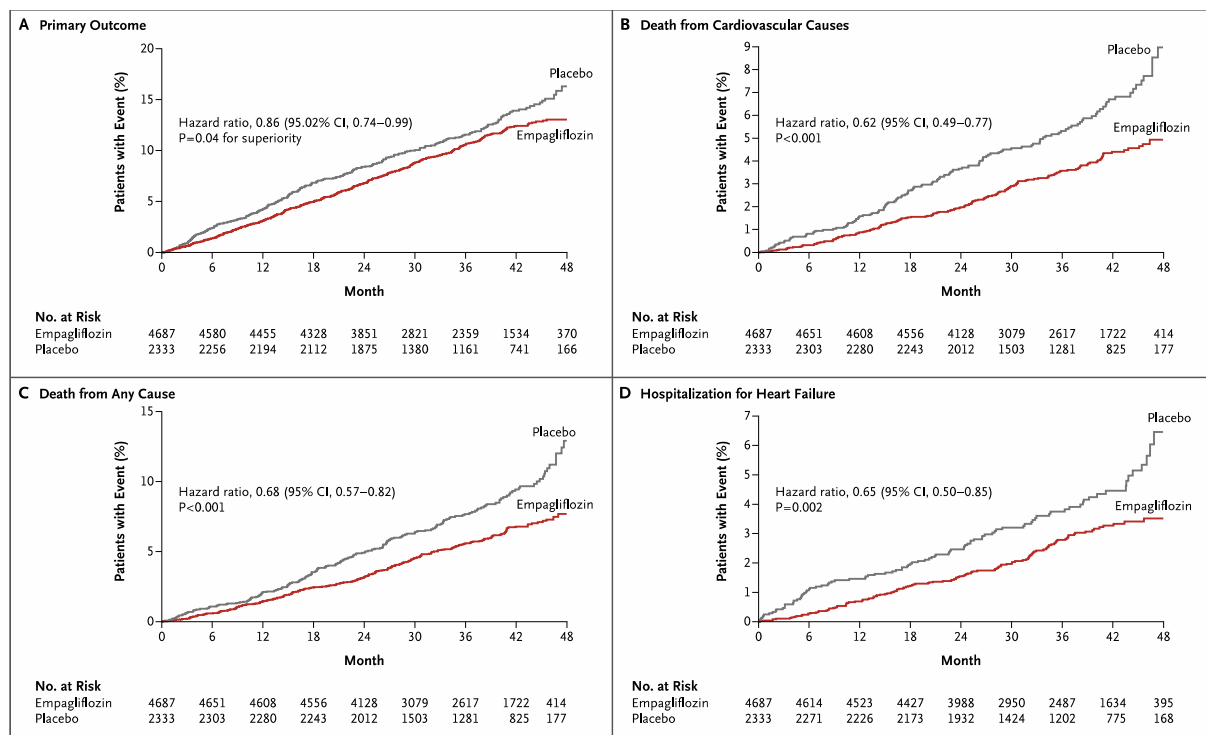 A Primary Outcome
20
15
10
5
0
Patients with Event (%)
Placebo
Hazard ratio, 0.86 (95.02% CI, 0.74–0.99)
P=0.04 for superiority
Empagliflozin
0 6 12 18 24 30 36 42 48
Month
No. at Risk
Empagliflozin 4687 4580 4455 4328 3851 2821 2359 1534 370
Placebo 2333 2256 2194 2112 1875 1380 1161 741 166
B Death from Cardiovascular Causes
9
8
7
6
5
4
3
2
1
0
Patients with Event (%)
Placebo
Hazard ratio, 0.62 (95% CI, 0.49–0.77)
P<0.001
Empagliflozin
0 6 12 18 24 30 36 42 48
Month
No. at Risk
Empagliflozin 4687 4651 4608 4556 4128 3079 2617 1722 414
Placebo 2333 2303 2280 2243 2012 1503 1281 825 177
C Death from Any Cause
15
10
5
0
Patients with Event (%)
Placebo
Hazard ratio, 0.68 (95% CI, 0.57–0.82)
P<0.001
Empagliflozin
0 6 12 18 24 30 36 42 48
Month
No. at Risk
Empagliflozin 4687 4651 4608 4556 4128 3079 2617 1722 414
Placebo 2333 2303 2280 2243 2012 1503 1281 825 177
D Hospitalization for Heart Failure
7
6
5
4
3
2
1
0
Patients with Event (%)
Placebo
Hazard ratio, 0.65 (95% CI, 0.50–0.85)
P=0.002
Empagliflozin
0 6 12 18 24 30 36 42 48
Month
No. at Risk
Empagliflozin 4687 4614 4523 4427 3988 2950 2487 1634 395
Placebo 2333 2271 2226 2173 1932 1424 1202 775 168